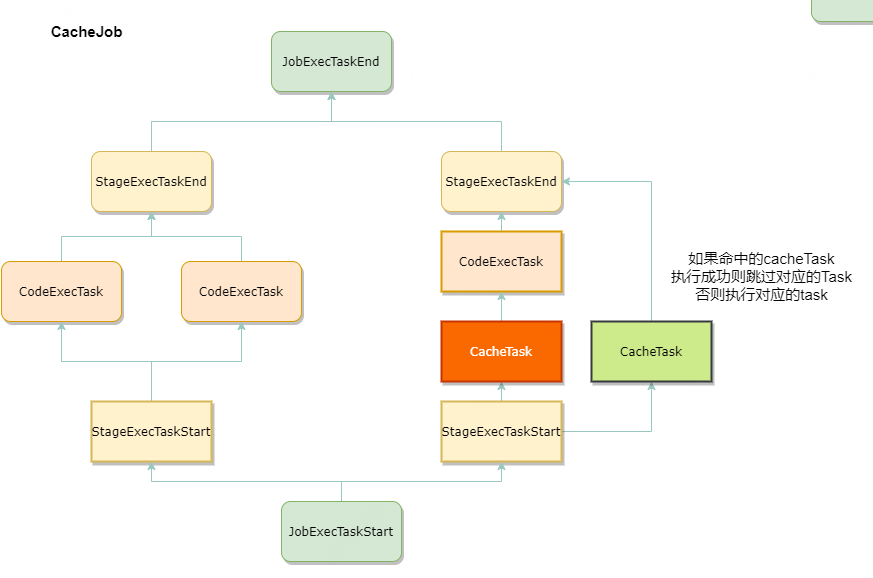 CacheJob
JobExecTaskEnd
StageExecTaskEnd
StageExecTaskEnd
CodeExecTask
CodeExecTask
CodeExecTask
如果命中的cacheTask
执行成功则跳过对应的Task
否则执行对应的task
CacheTask
CacheTask
StageExecTaskStart
StageExecTaskStart
JobExecTaskStart